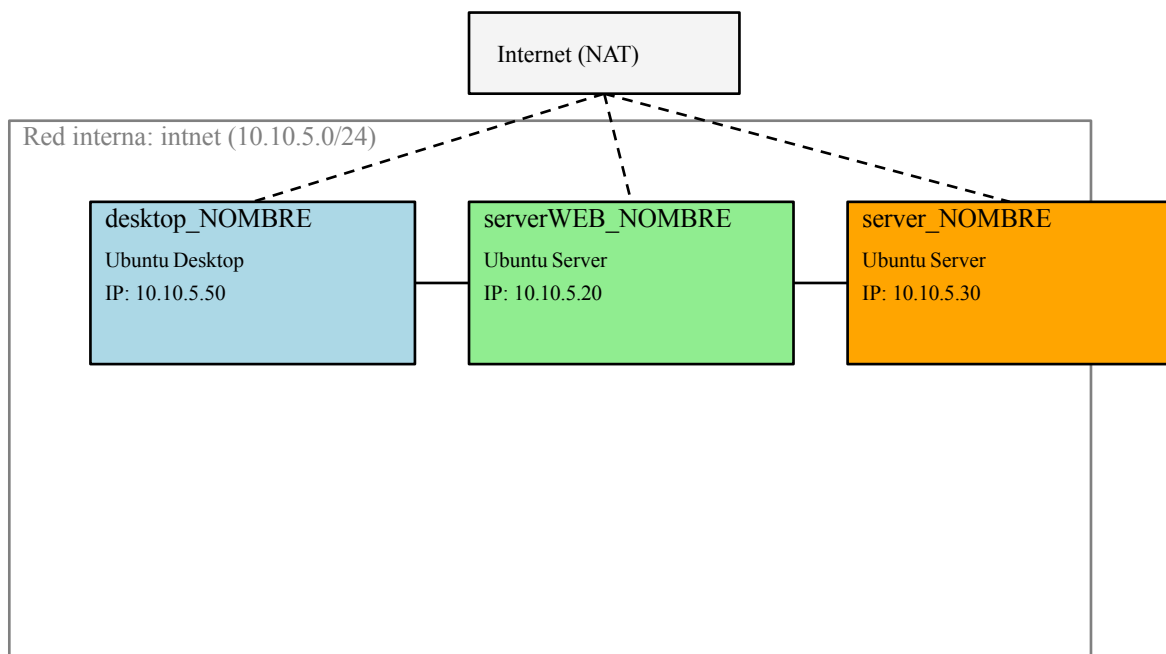 Internet (NAT)
Red interna: intnet (10.10.5.0/24)
desktop_NOMBRE
Ubuntu Desktop
IP: 10.10.5.50
serverWEB_NOMBRE
Ubuntu Server
IP: 10.10.5.20
server_NOMBRE
Ubuntu Server
IP: 10.10.5.30